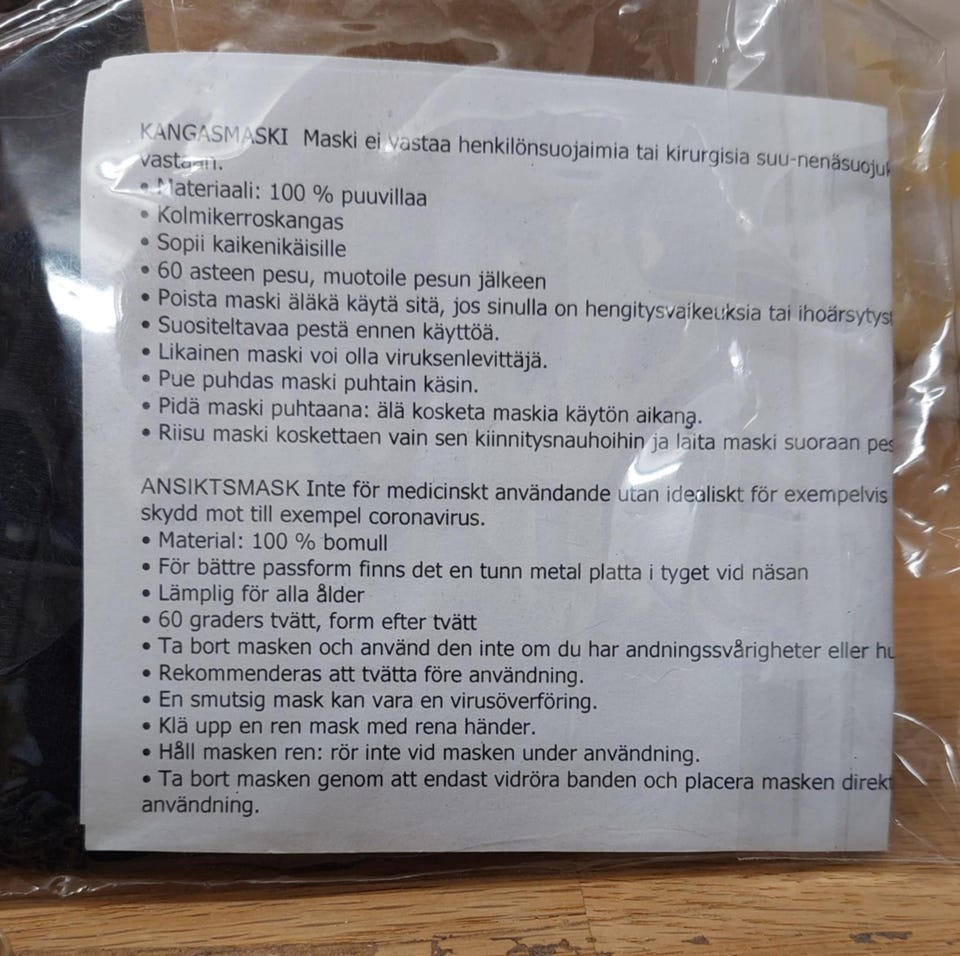 KANGASMASKI Maski ei vastaa henkilönsuojaimia tai kirurgisia suu-nenäsuojuk
vastaan.
• Materiaali: 100 % puuvillaa
• Kolmikerroskangas
• Sopii kaikenikäisille
• 60 asteen pesu, muotoile pesun jälkeen
• Poista maski äläkä käytä sitä, jos sinulla on hengitysvaikeuksia tai ihoärsytyst
• Suositeltavaa pestä ennen käyttöä.
• Likainen maski voi olla viruksenlevittäjä.
• Pue puhdas maski puhtain käsin.
• Pidä maski puhtaana: älä kosketa maskia käytön aikana.
• Riisu maski koskettaen vain sen kiinnitysnauhoihin ja laita maski suoraan pes
ANSIKTSMASK Inte för medicinskt användande utan idealiskt för exempelvis
skydd mot till exempel coronavirus.
• Material: 100 % bomull
• För bättre passform finns det en tunn metal platta i tyget vid näsan
• Lämplig för alla ålder
• 60 graders tvätt, form efter tvätt
• Ta bort masken och använd den inte om du har andningssvårigheter eller hu
• Rekommenderas att tvätta före användning.
• En smutsig mask kan vara en virusöverföring.
• Klä upp en ren mask med rena händer.
• Håll masken ren: rör inte vid masken under användning.
• Ta bort masken genom att endast vidröra banden och placera masken direkt
användning.